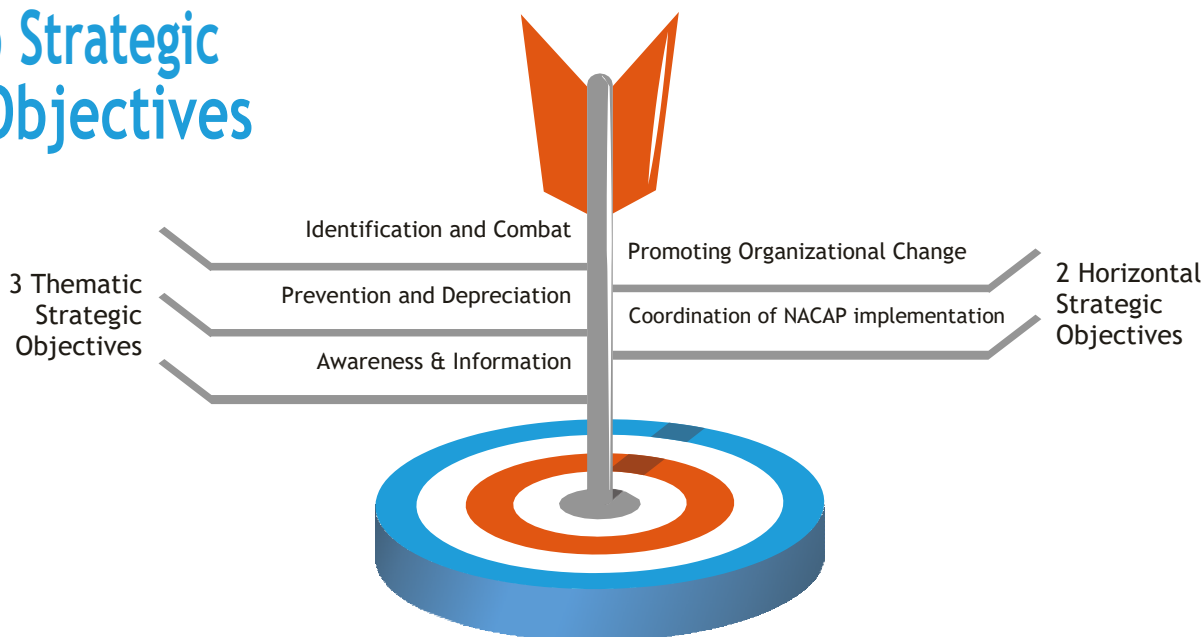 Strategic
Objectives
Identification and Combat
Prevention and Depreciation
Awareness & Information
3 Thematic
Strategic
Objectives
Promoting Organizational Change
Coordination of NACAP implementation
2 Horizontal
Strategic
Objectives